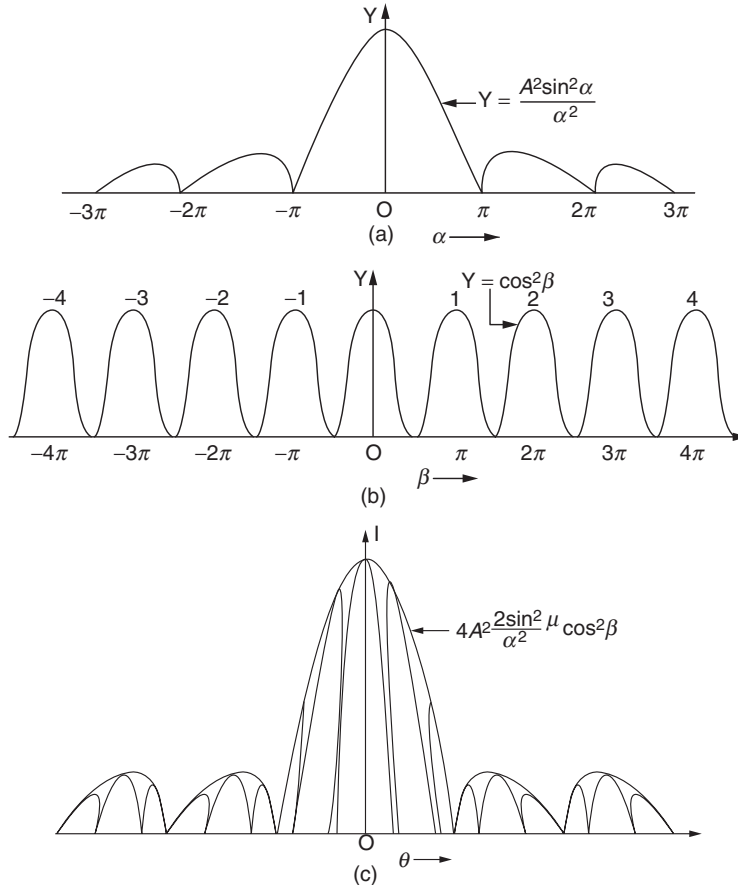 Y
Y = A²sin²α / α²
−3π −2π −π O π 2π 3π
(a) α
Y
Y = cos²β
−4 −3 −2 −1 1 2 3 4
−4π −3π −2π −π O π 2π 3π 4π
β
(b)
I
4A² 2sin² / α² μ cos²β
O
θ
(c)